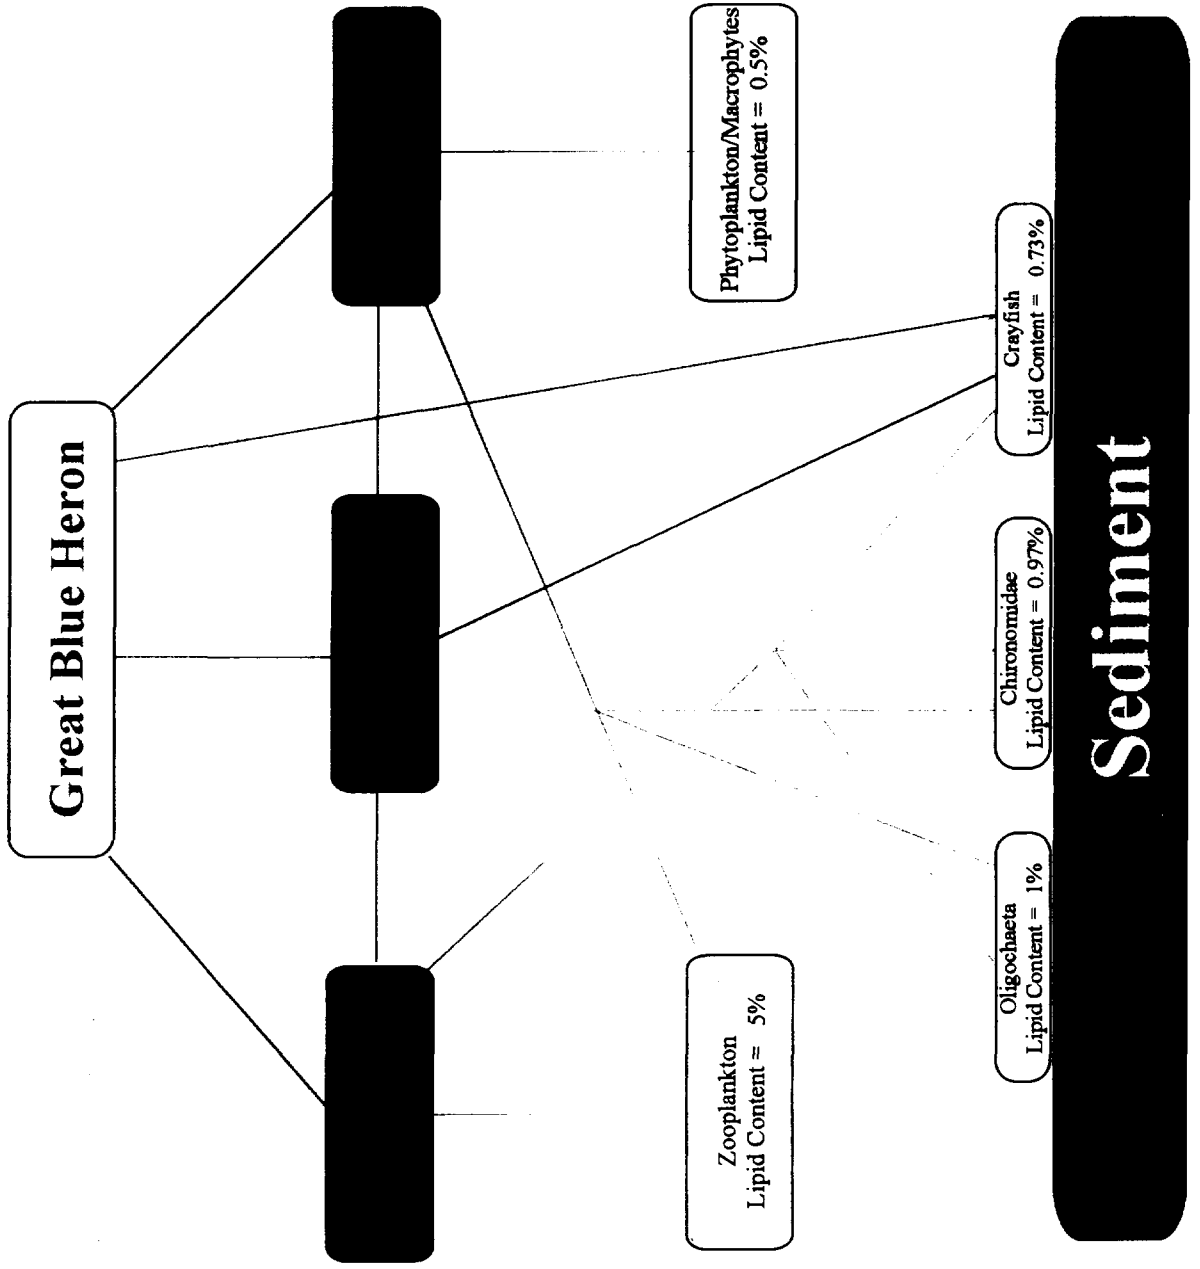 Great Blue Heron
Zooplankton
Lipid Content = 5%
Phytoplankton/Macrophytes
Lipid Content = 0.5%
Oligochaeta
Lipid Content = 1%
Chironomidae
Lipid Content = 0.97%
Crayfish
Lipid Content = 0.73%
Sediment